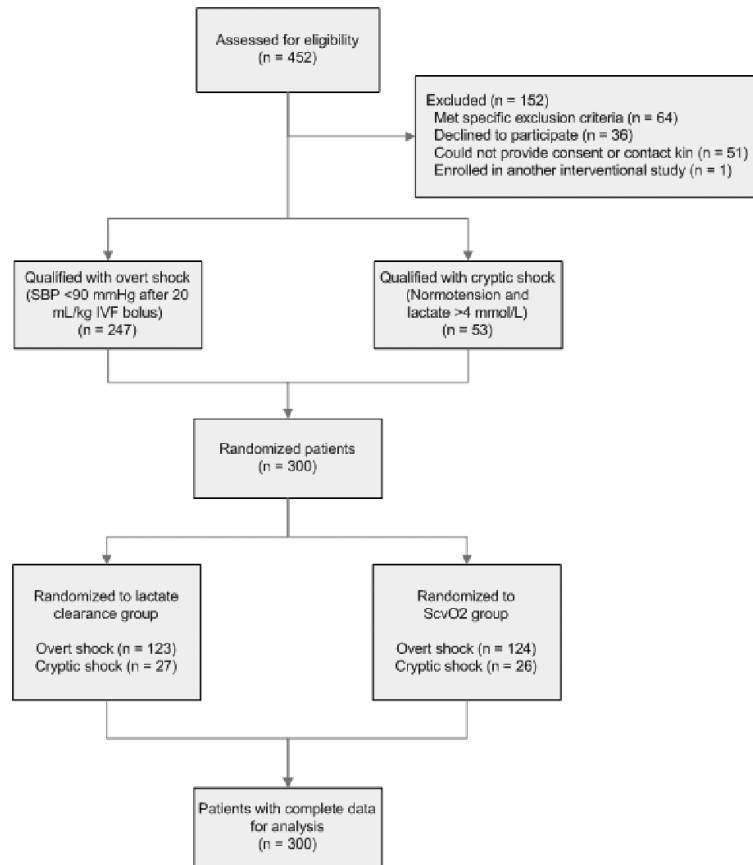 Assessed for eligibility
(n = 452)
Excluded (n = 152)
Met specific exclusion criteria (n = 64)
Declined to participate (n = 36)
Could not provide consent or contact kin (n = 51)
Enrolled in another interventional study (n = 1)
Qualified with overt shock
(SBP <90 mmHg after 20
mL/kg IVF bolus)
(n = 247)
Qualified with cryptic shock
(Normotension and
lactate >4 mmol/L)
(n = 53)
Randomized patients
(n = 300)
Randomized to lactate
clearance group
Overt shock (n = 123)
Cryptic shock (n = 27)
Randomized to
ScvO2 group
Overt shock (n = 124)
Cryptic shock (n = 26)
Patients with complete data
for analysis
(n = 300)